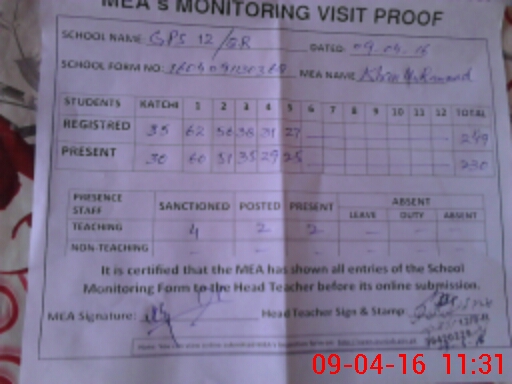 MEA's MONITORING VISIT PROOF
SCHOOL NAME GPS 12/GR DATED: 09.04.16
SCHOOL FORM NO: MEA NAME
STUDENTS KATCHI 1 2 3 4 5 6 7 8 9 10 11 12 TOTAL
REGISTRED 35 62 56 38 31 27 249
PRESENT 30 60 51 35 29 25 230
PRESENCE STAFF SANCTIONED POSTED PRESENT ABSENT
LEAVE DUTY ABSENT
TEACHING 4 2 2 - - -
NON-TEACHING - - - - - -
It is certified that the MEA has shown all entries of the School
Monitoring Form to the Head Teacher before its online submission.
MEA Signature: Head Teacher Sign & Stamp
09-04-16 11:31